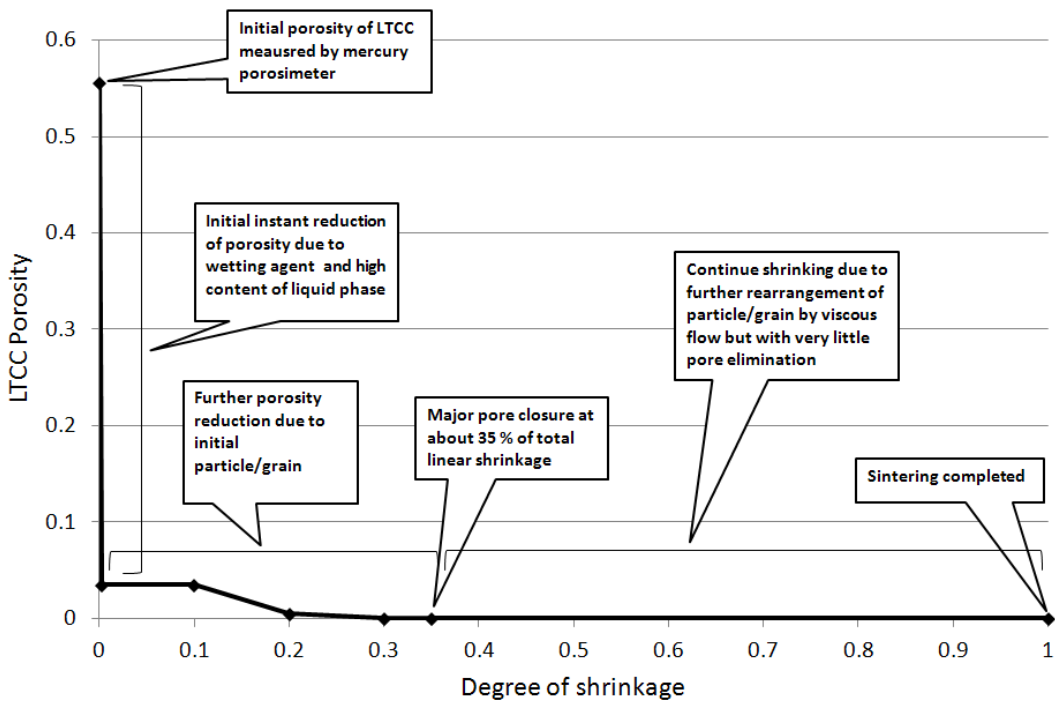 Initial porosity of LTCC
meausred by mercury
porosimeter
0.6
0.5
0.4
0.3
0.2
0.1
0
LTCC Porosity
Initial instant reduction
of porosity due to
wetting agent and high
content of liquid phase
Continue shrinking due to
further rearrangement of
particle/grain by viscous
flow but with very little
pore elimination
Further porosity
reduction due to
initial
particle/grain
Major pore closure at
about 35 % of total
linear shrinkage
Sintering completed
0 0.1 0.2 0.3 0.4 0.5 0.6 0.7 0.8 0.9 1
Degree of shrinkage